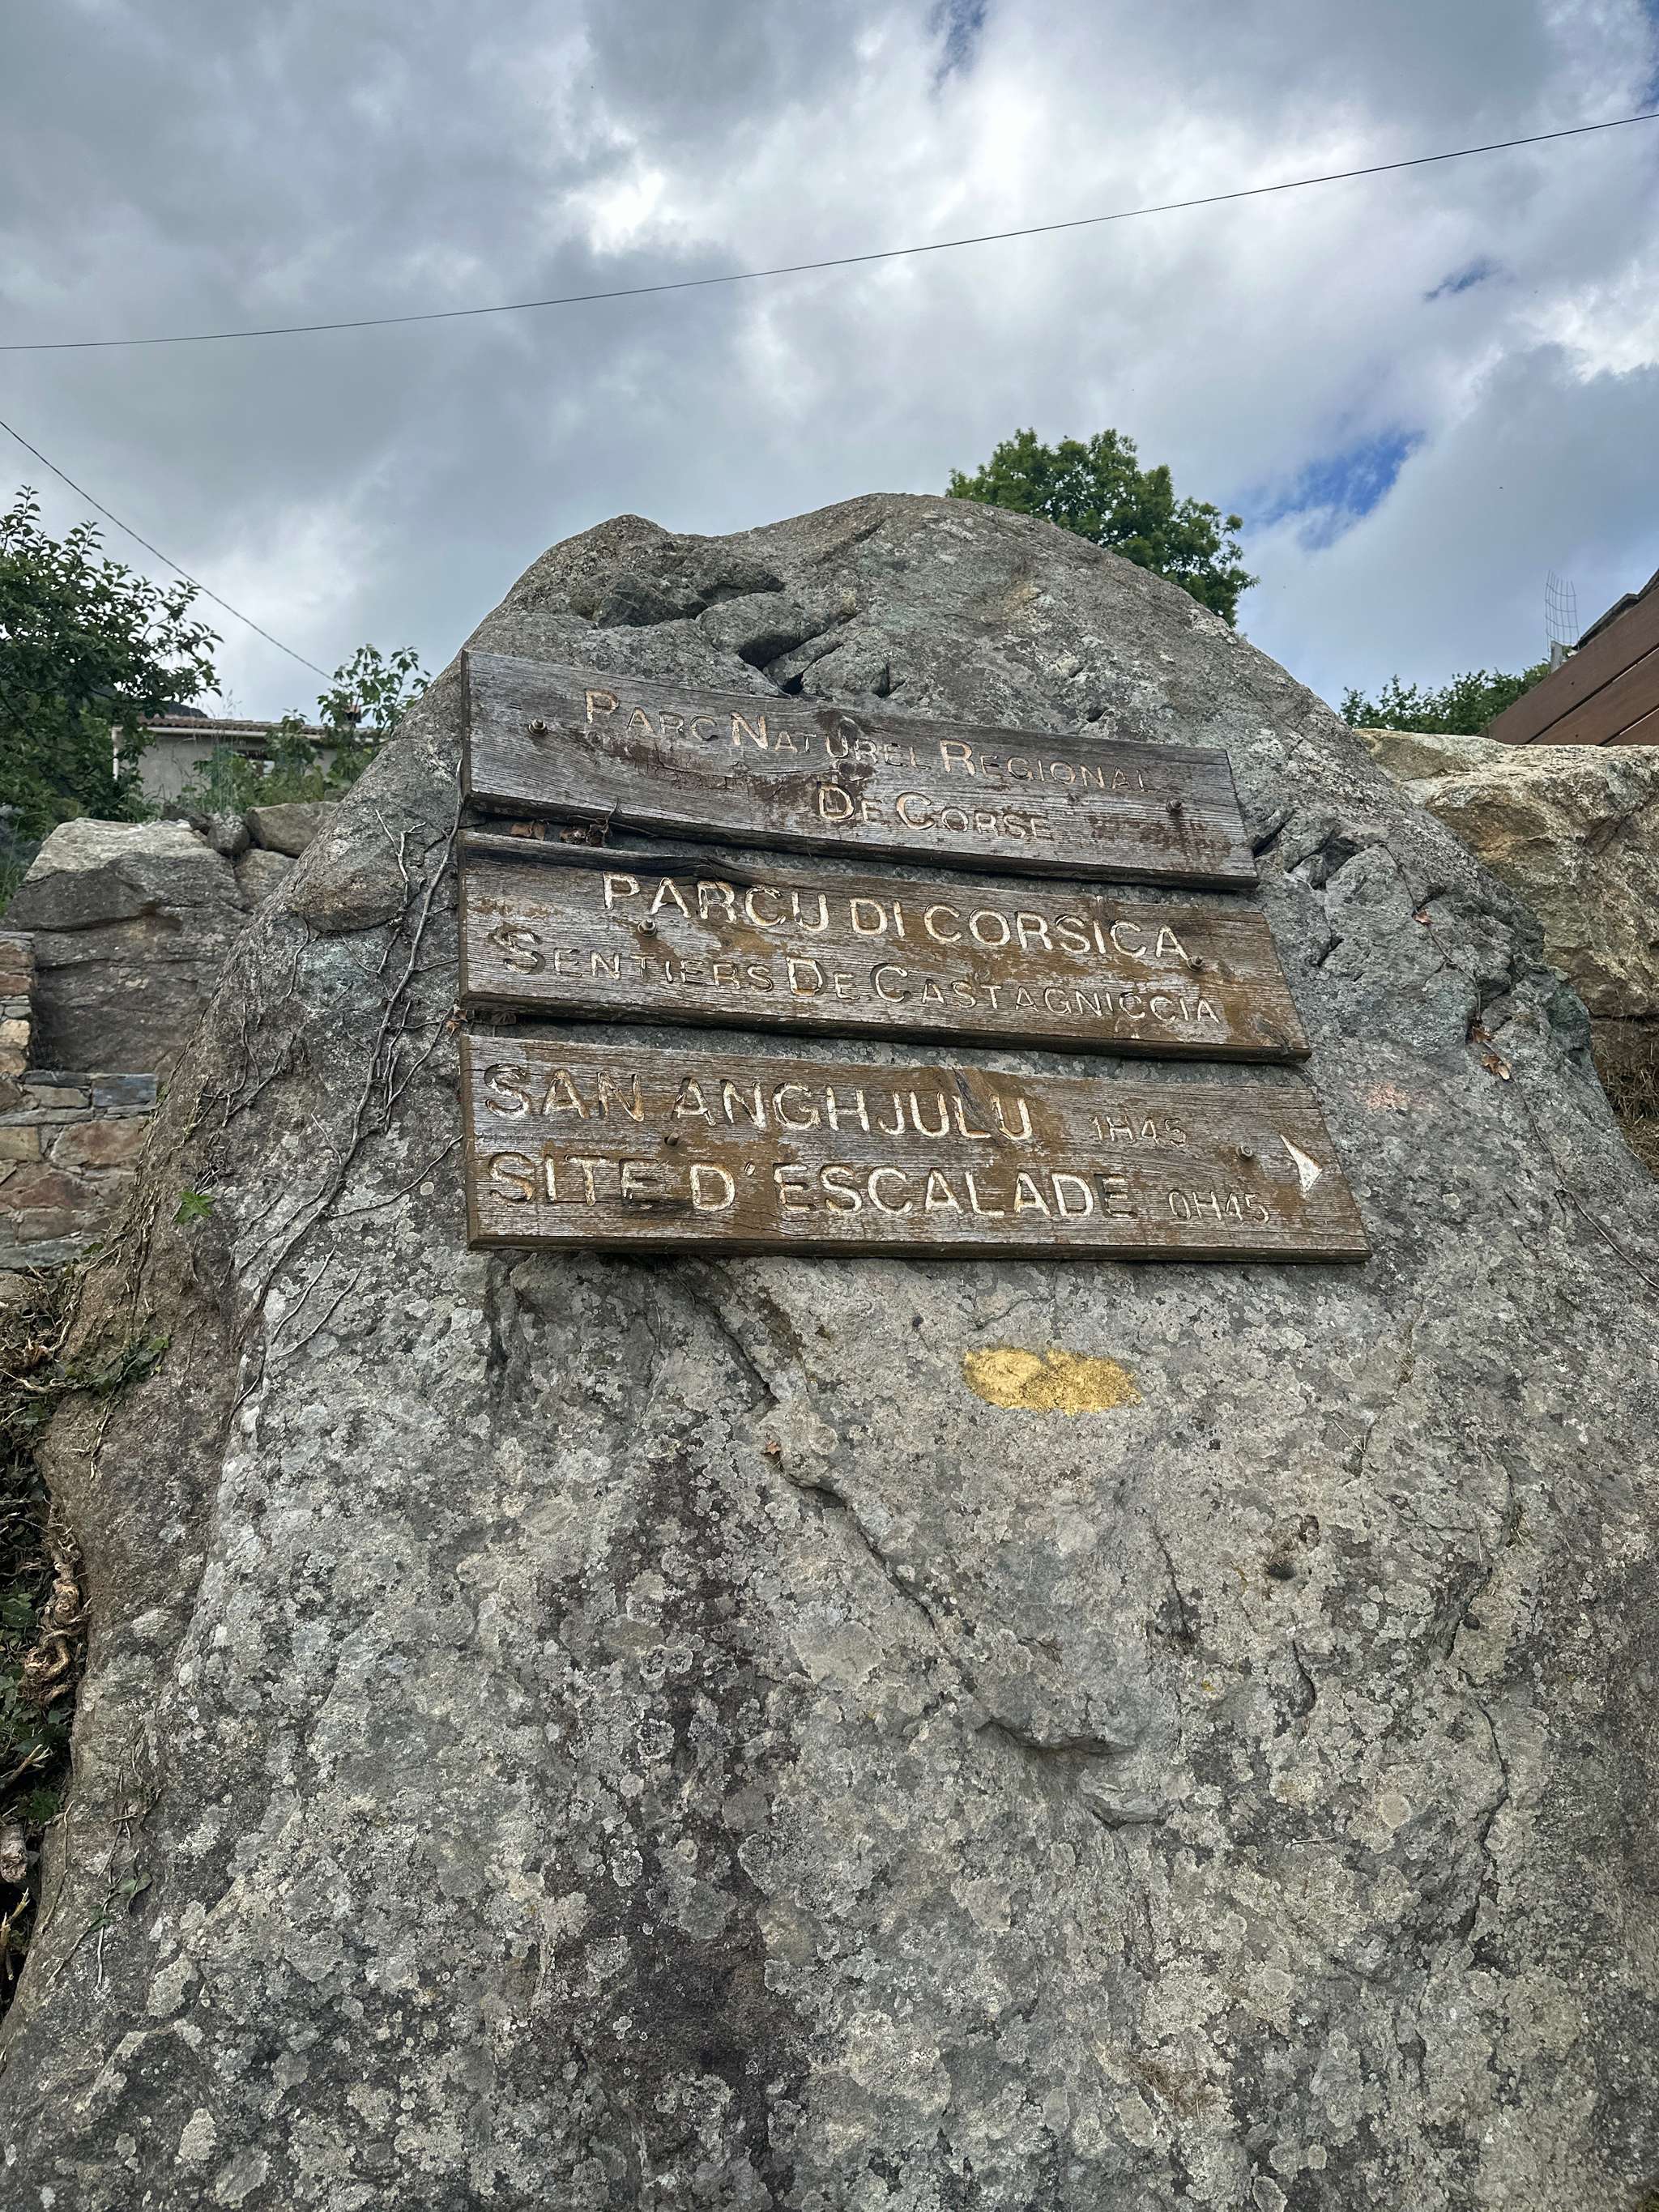 PARC NATUREL REGIONAL
DE CORSE
PARCU DI CORSICA
SENTIERS DE CASTAGNICCIA
SAN ANGHJULU 1H45
SITE D'ESCALADE 0H45